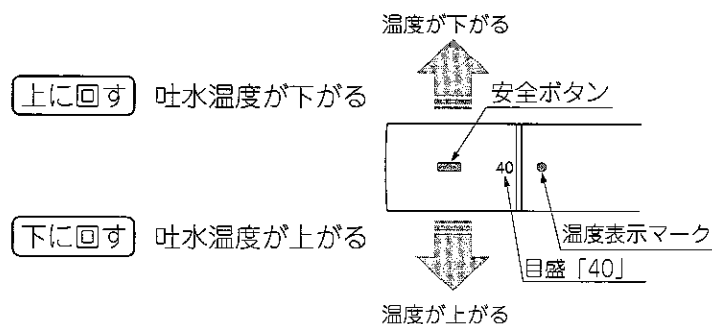 温度が下がる
上に回す 吐水温度が下がる
安全ボタン
40
下に回す 吐水温度が上がる
温度表示マーク
目盛「40」
温度が上がる